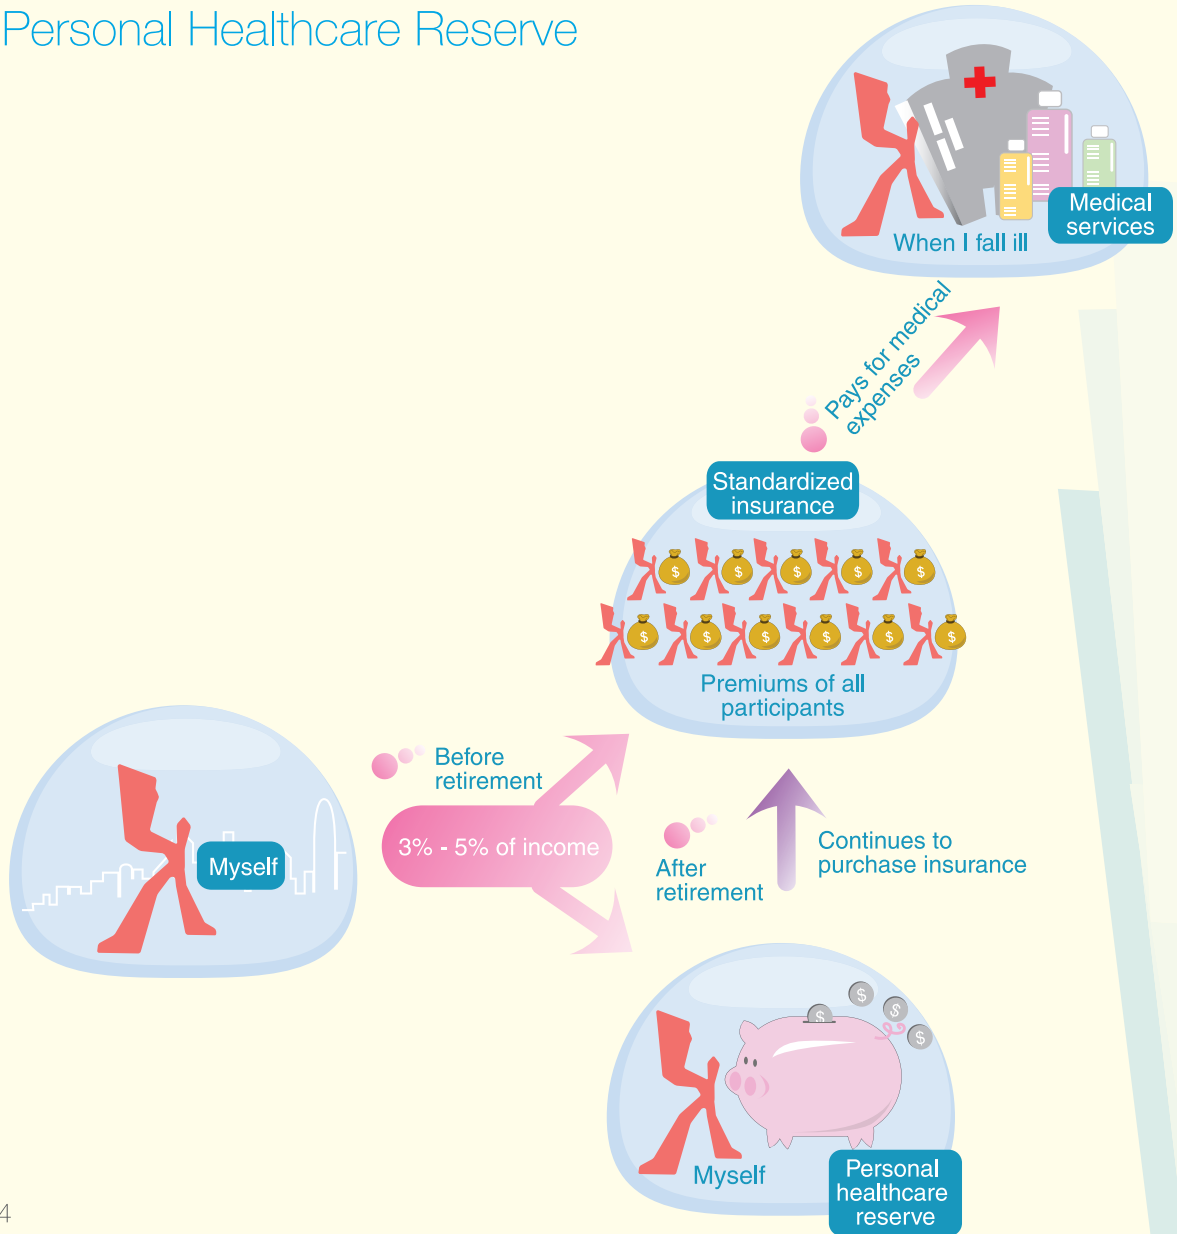 Personal Healthcare Reserve
When I fall ill
Medical
services
Pays for medical
expenses
Standardized
insurance
$ $ $ $ $
$ $ $ $ $ $
Premiums of all
participants
Before
retirement
3% - 5% of income
Myself
After
retirement
Continues to
purchase insurance
$ $ $ $
Myself
Personal
healthcare
reserve
4